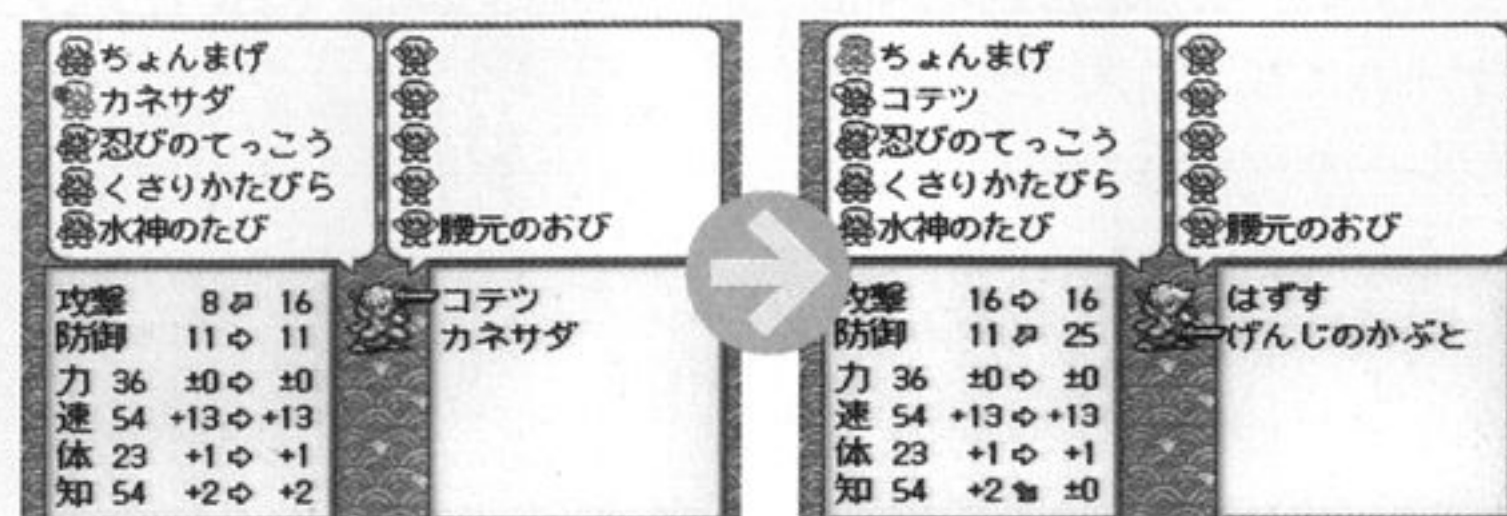 ちょんまげ
カネサダ
忍びのてっこう
くさりかたびら
水神のたび
腰元のおび
攻撃 8 ⬀ 16
防御 11 ⇨ 11
力 36 ±0 ⇨ ±0
速 54 +13 ⇨ +13
体 23 +1 ⇨ +1
知 54 +2 ⇨ +2
コテツ
カネサダ
ちょんまげ
コテツ
忍びのてっこう
くさりかたびら
水神のたび
腰元のおび
攻撃 16 ⇨ 16
防御 11 ⬀ 25
力 36 ±0 ⇨ ±0
速 54 +13 ⇨ +13
体 23 +1 ⇨ +1
知 54 +2 ⬂ ±0
はずす
げんじのかぶと